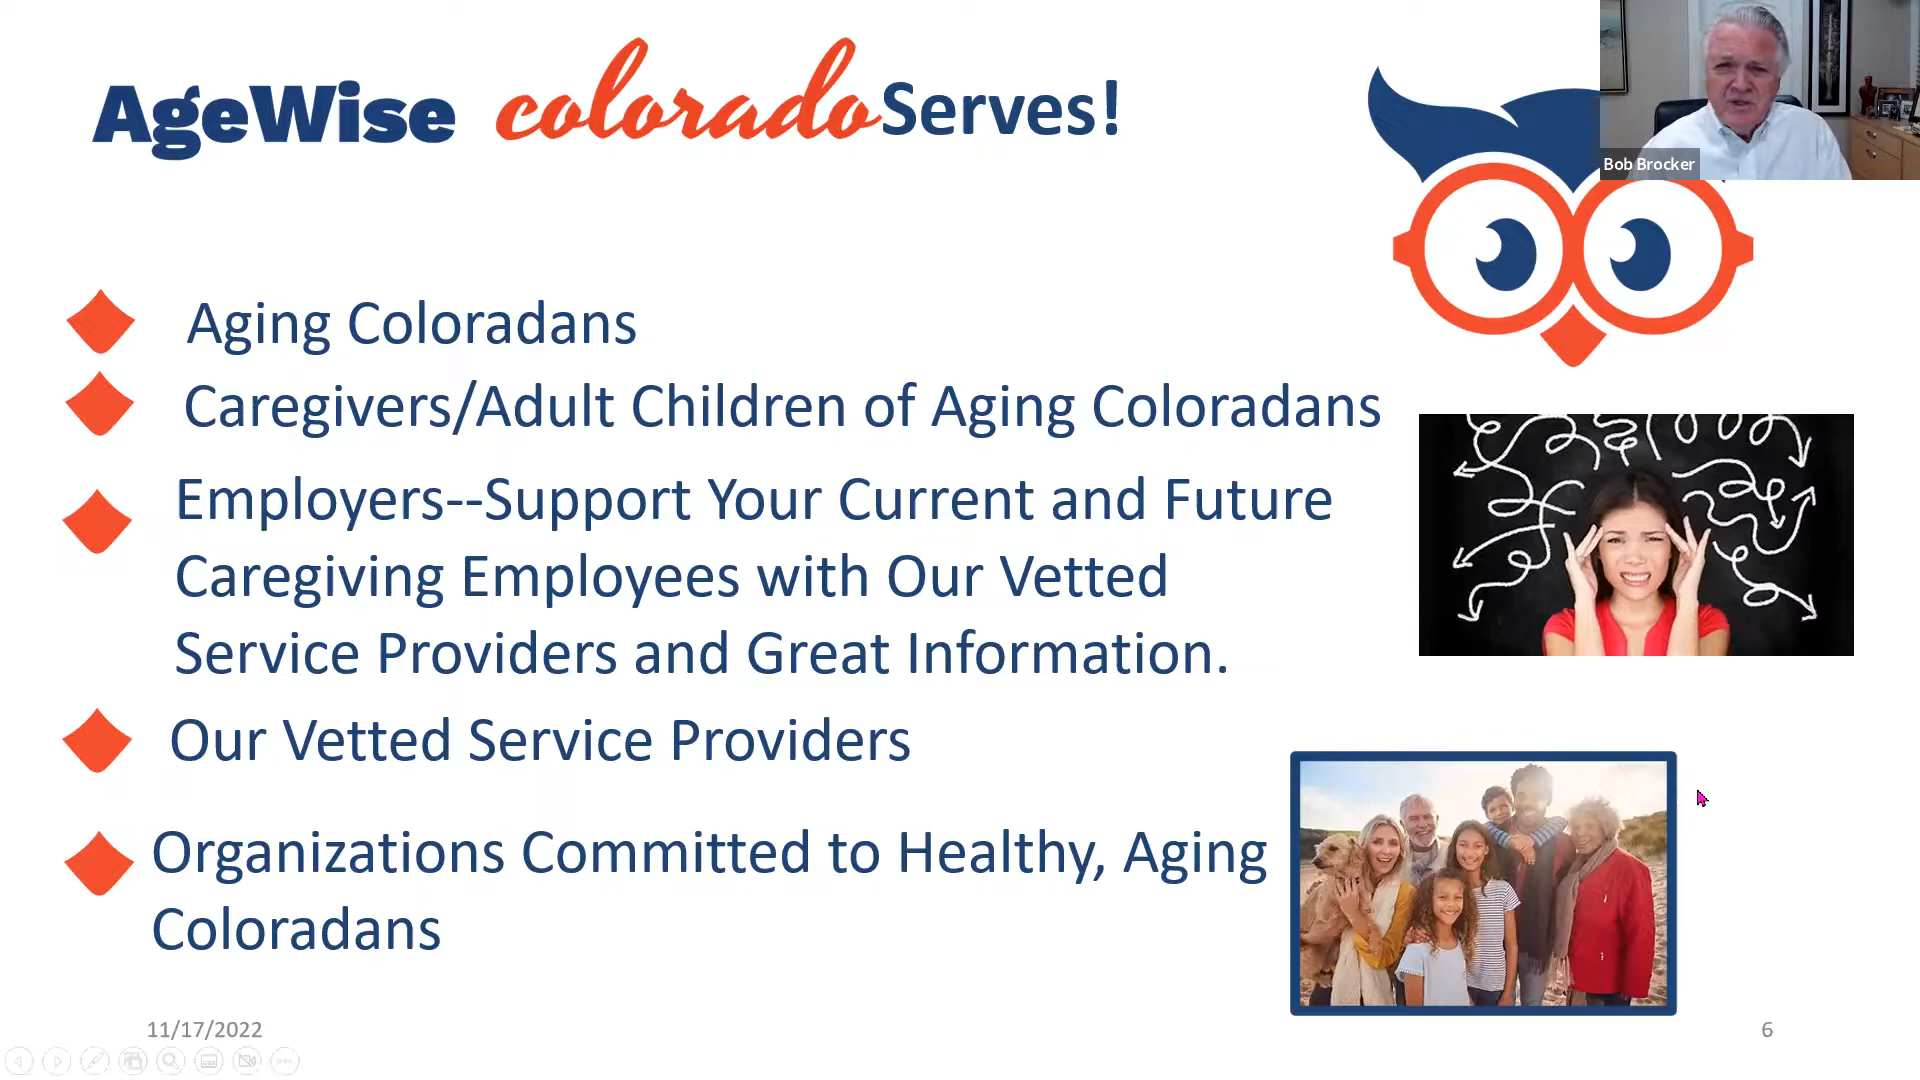 AgeWise colorado Serves!
Bob Brocker
Aging Coloradans
Caregivers/Adult Children of Aging Coloradans
Employers--Support Your Current and Future
Caregiving Employees with Our Vetted
Service Providers and Great Information.
Our Vetted Service Providers
Organizations Committed to Healthy, Aging
Coloradans
11/17/2022
6